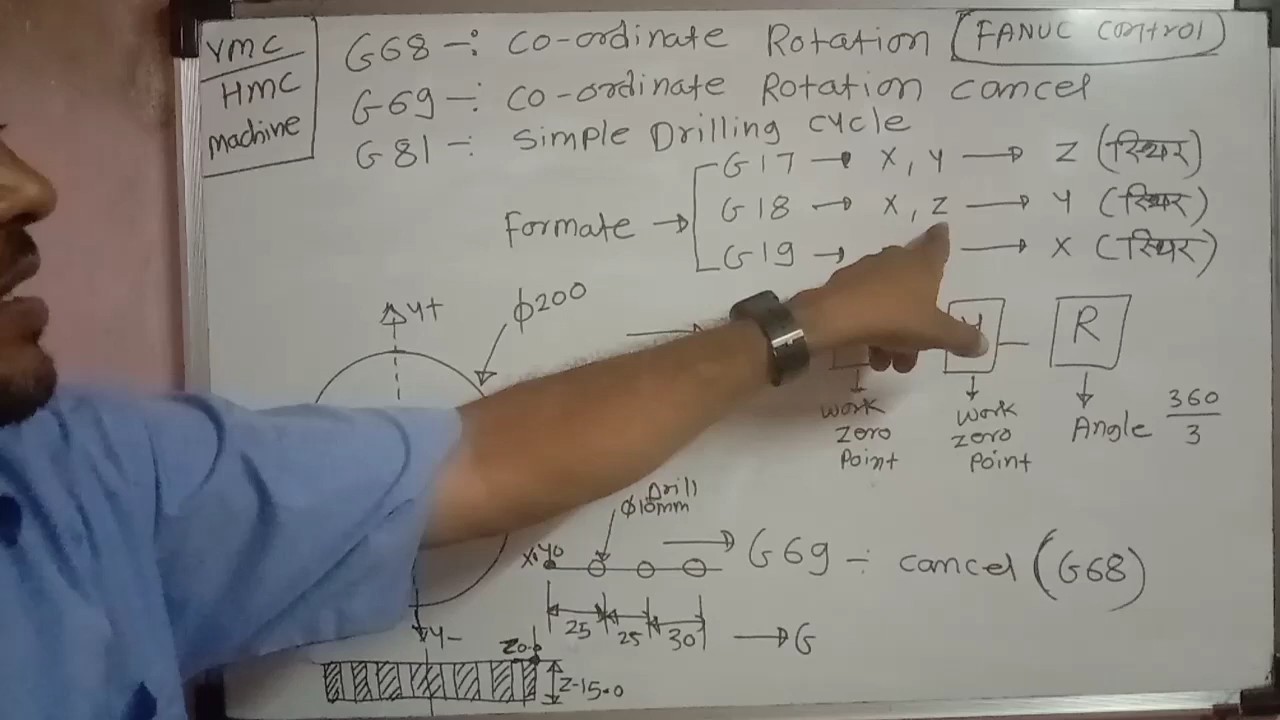 VMC
HMC
machine
G68 -: CO-ordinate Rotation (FANUC control)
G69 -: CO-ordinate Rotation cancel
G81 -: Simple Drilling cycle
Formate →
G17 → X, Y → Z (स्थिर)
G18 → X, Z → Y (स्थिर)
G19 → → X (स्थिर)
Y+
ϕ200
R
Work
Zero
Point
Work
Zero
Point
Angle 360/3
Drill
ϕ10mm
X0Y0
→ G69 ÷ cancel (G68)
25 25 30 → G
Y-
Z0.0
Z-15.0